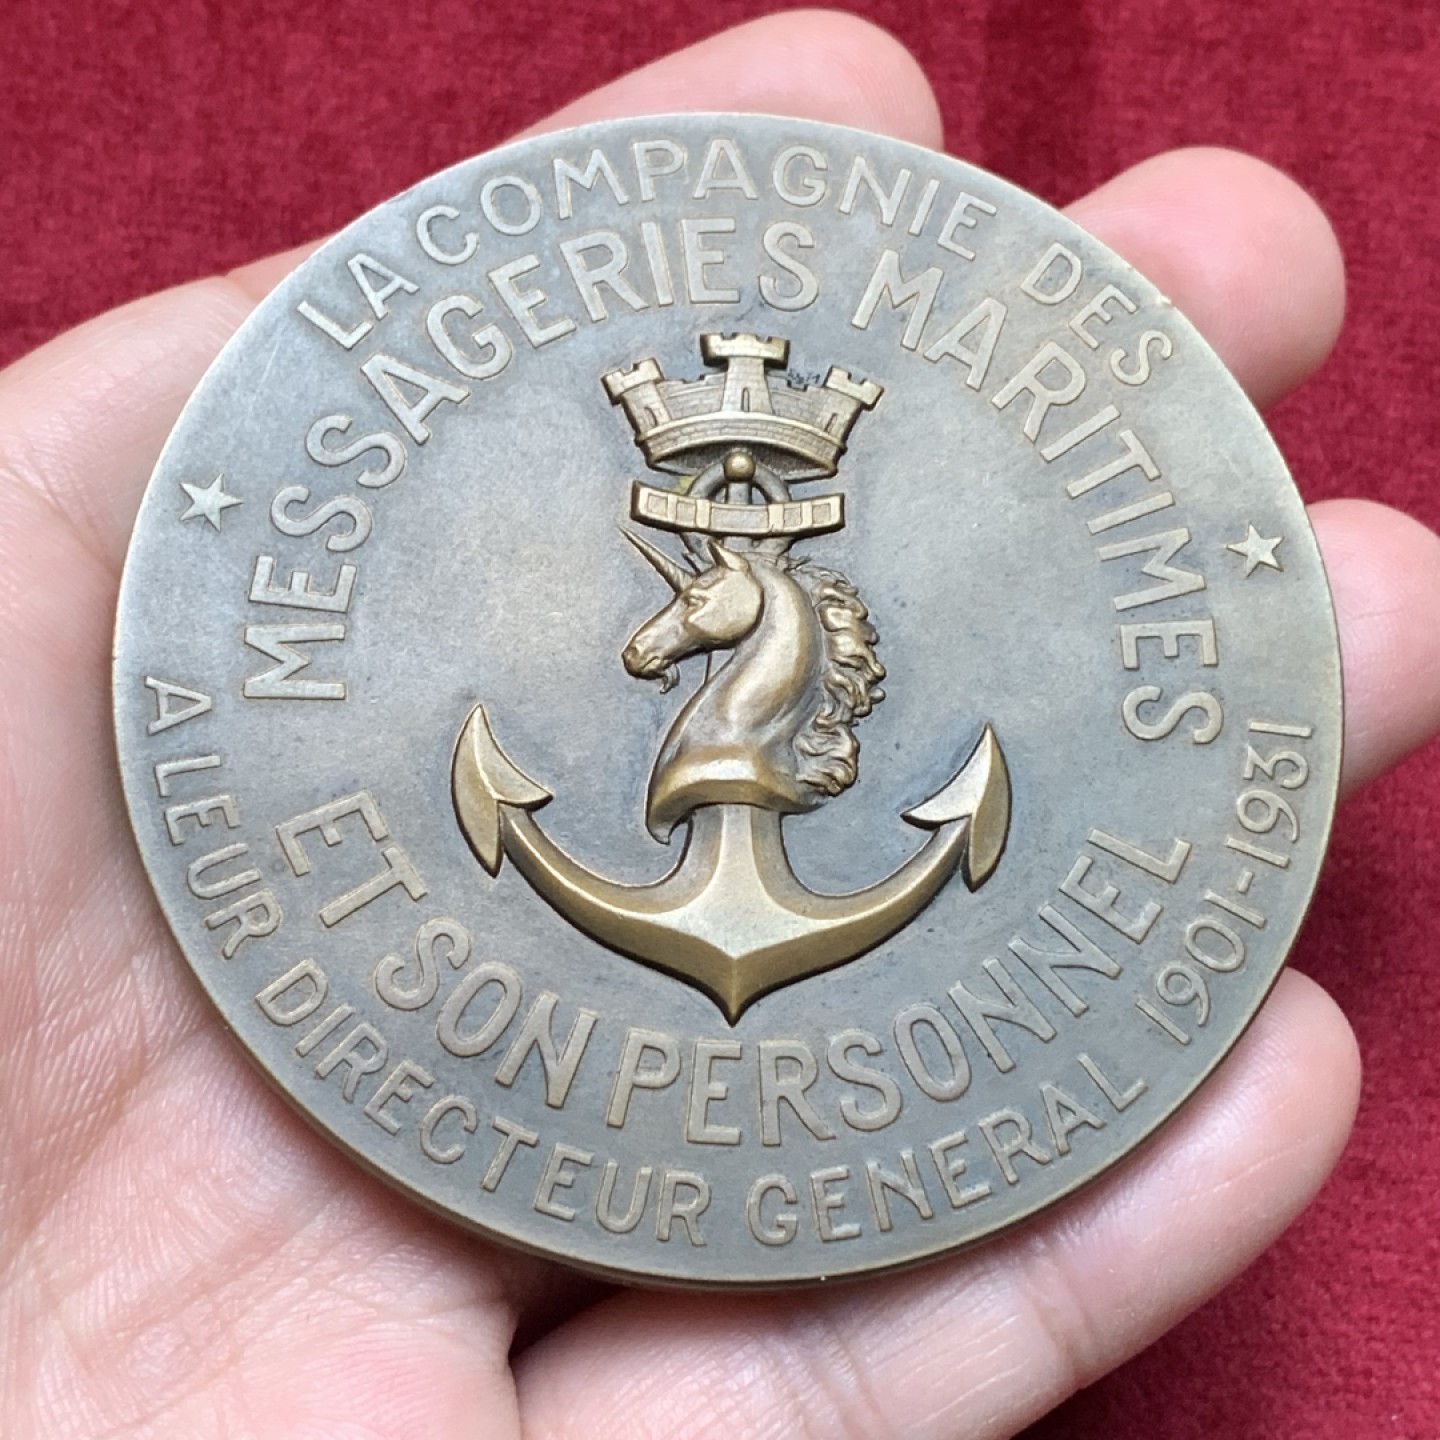 LA COMPAGNIE DES
MESSAGERIES MARITIMES
ET SON PERSONNEL
A LEUR DIRECTEUR GENERAL 1901-1931